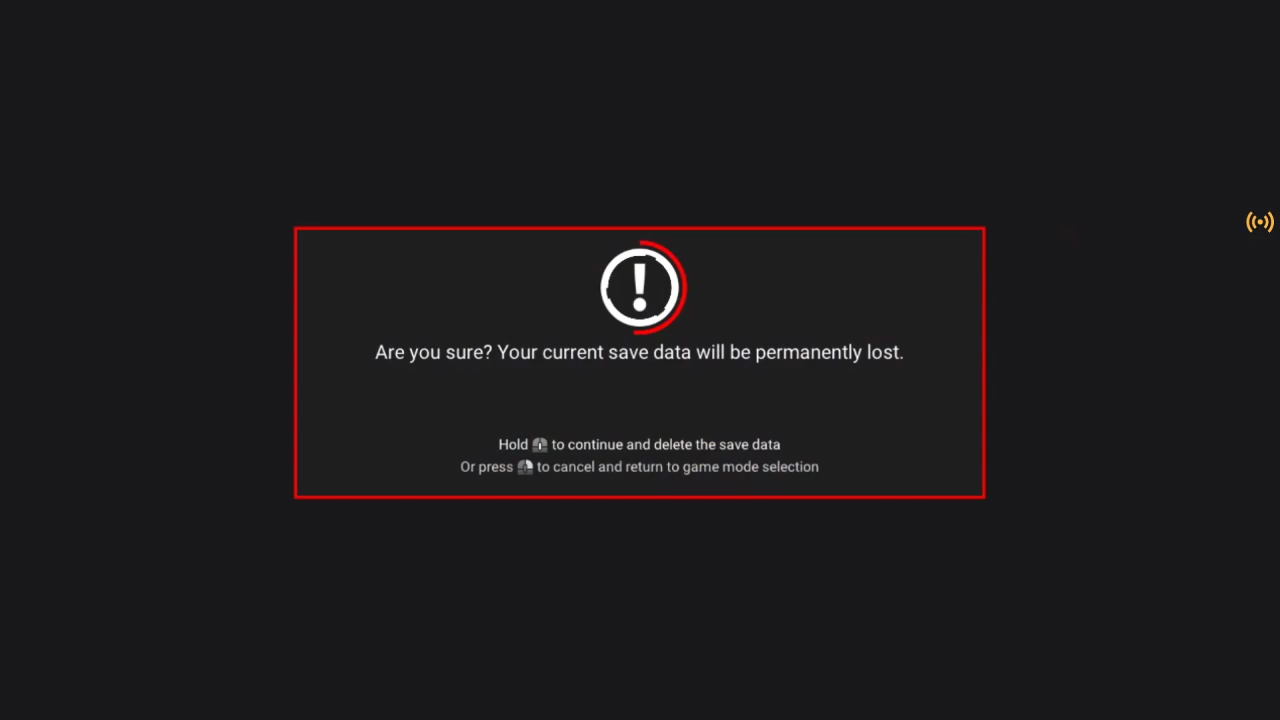 Are you sure? Your current save data will be permanently lost.
Hold to continue and delete the save data
Or press to cancel and return to game mode selection